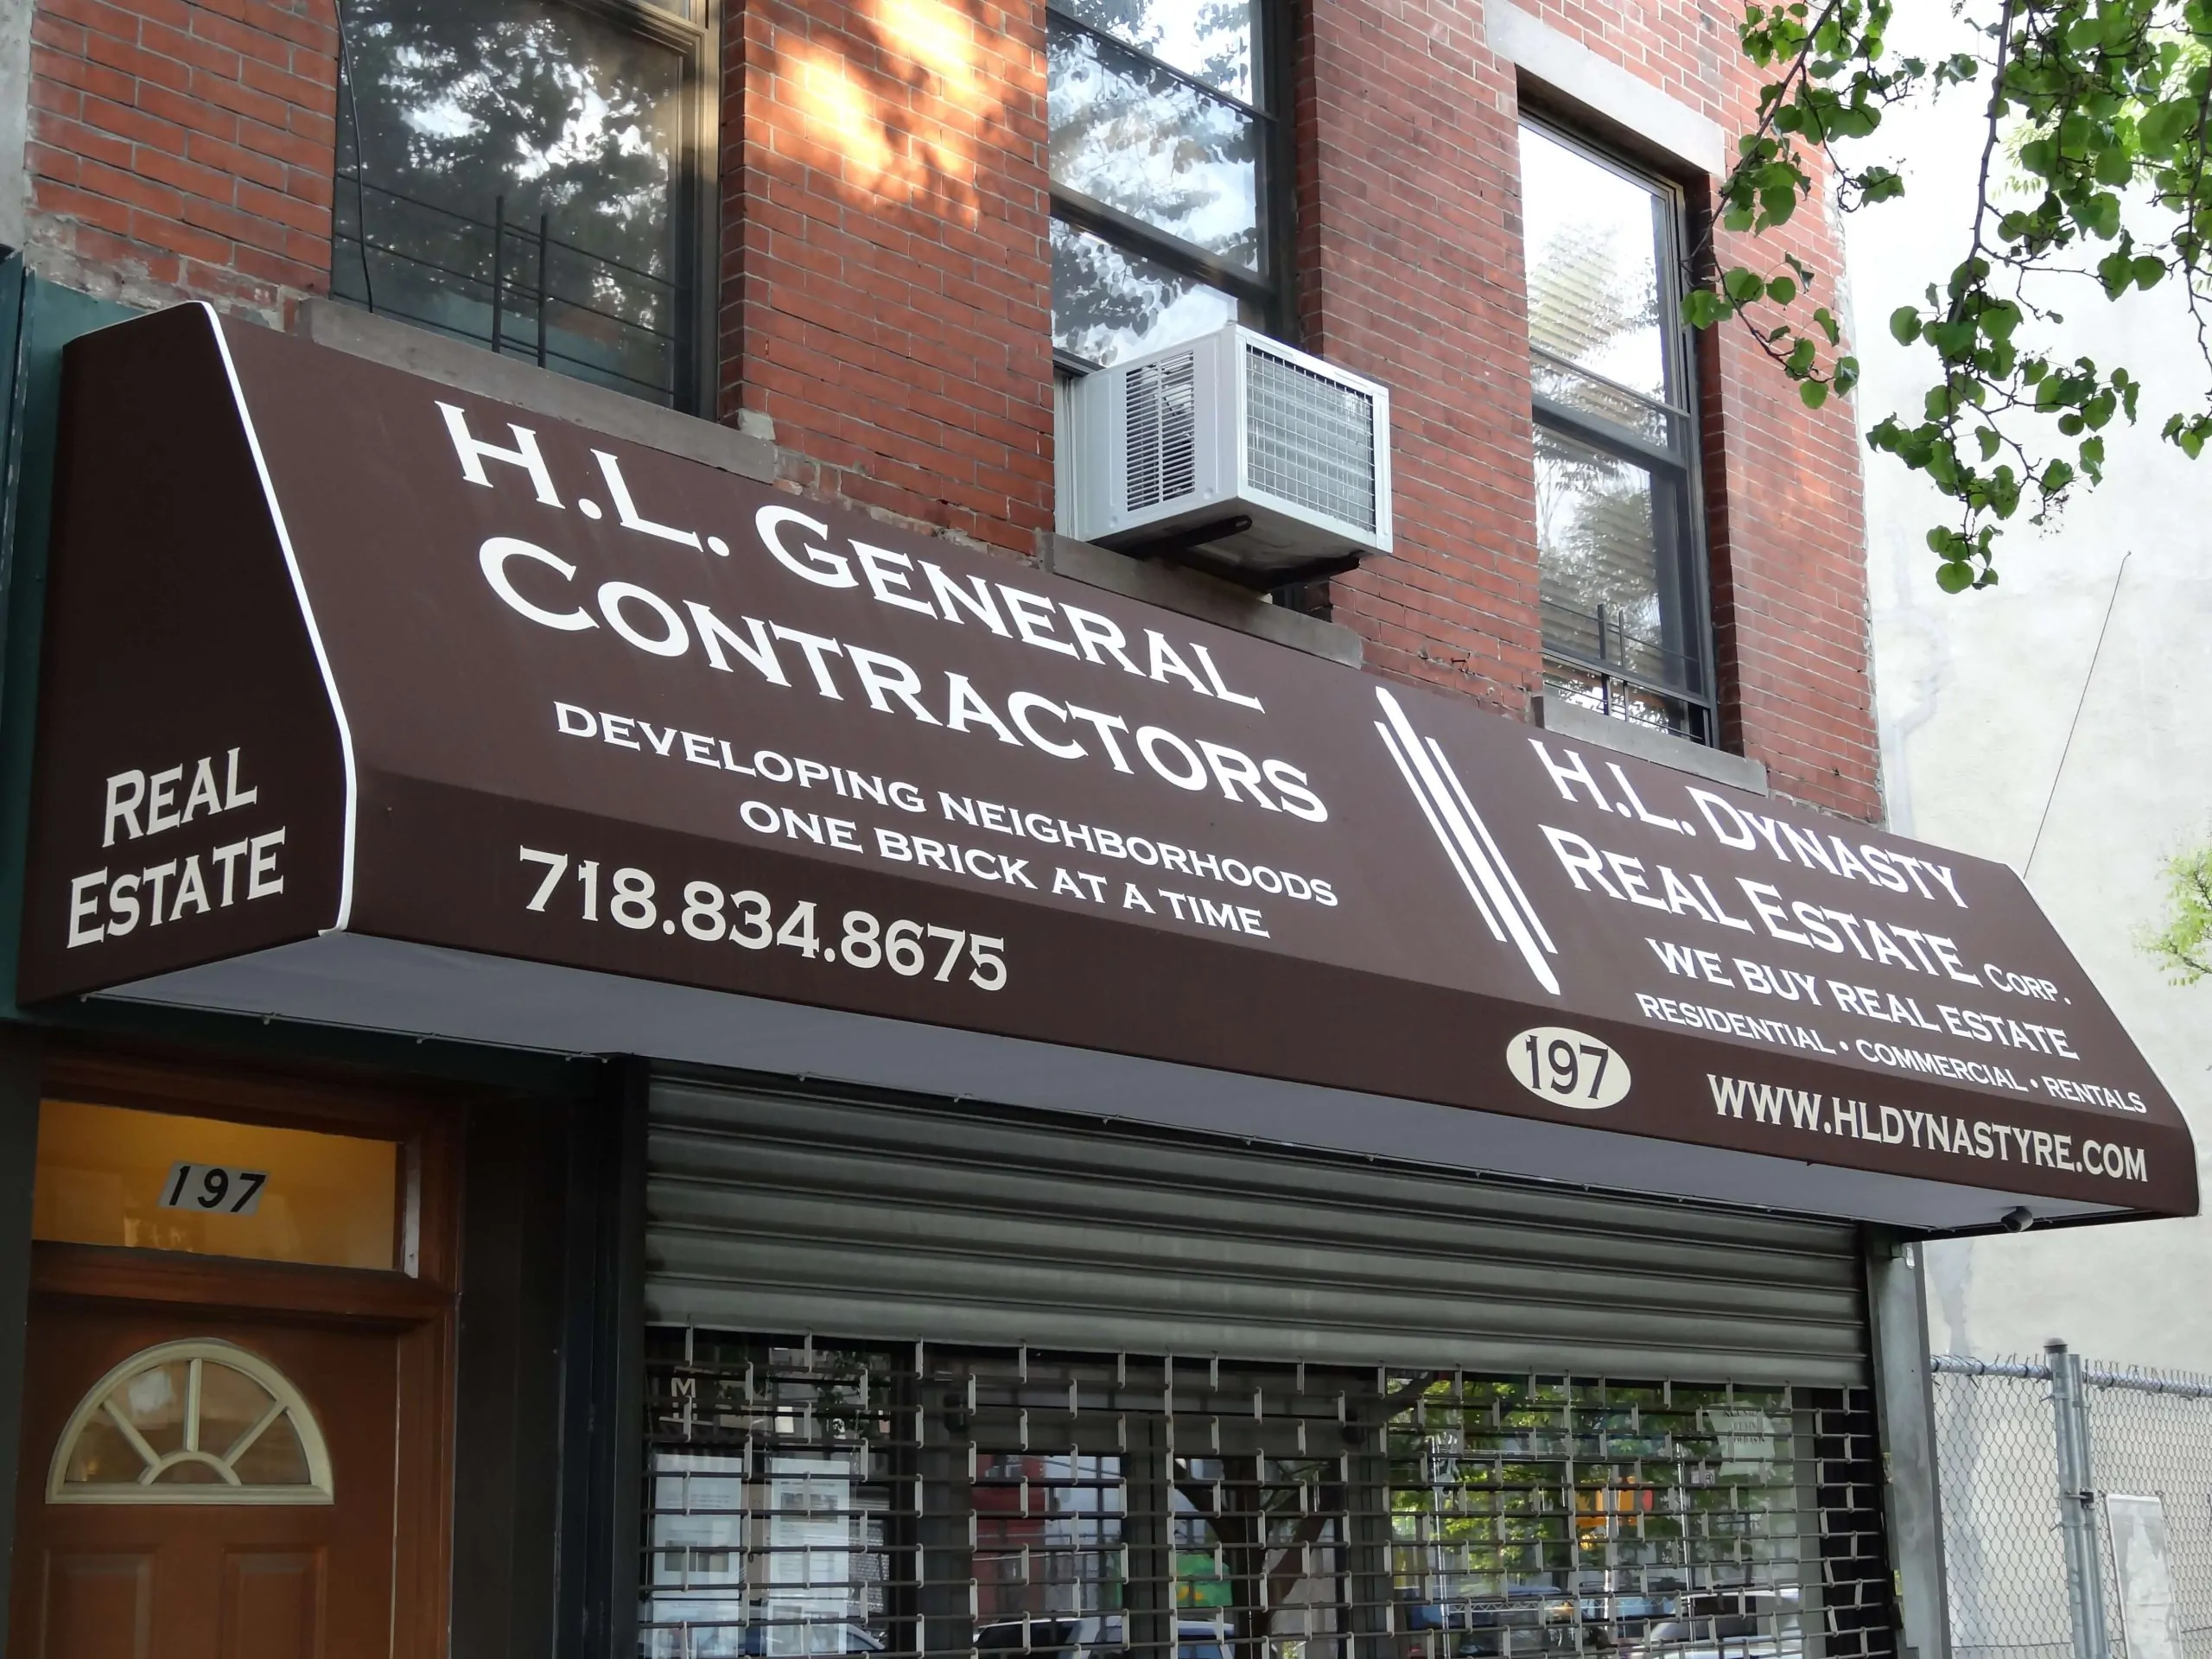 REAL
ESTATE
H.L. GENERAL
CONTRACTORS
DEVELOPING NEIGHBORHOODS
ONE BRICK AT A TIME
718.834.8675
H.L. DYNASTY
REAL ESTATE CORP.
WE BUY REAL ESTATE
RESIDENTIAL • COMMERCIAL • RENTALS
197
WWW.HLDYNASTYRE.COM
197